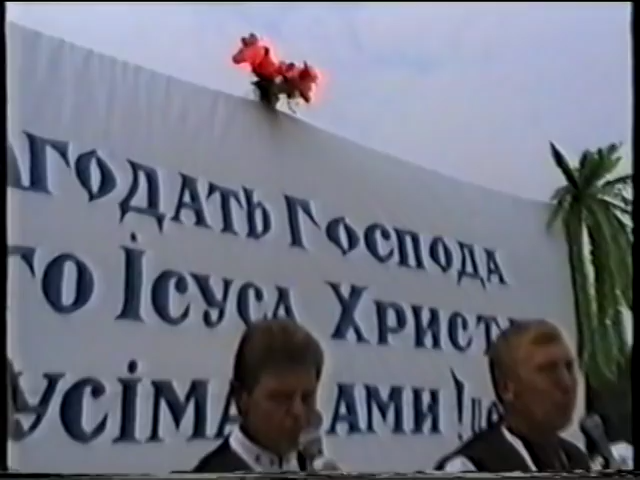 АГОДАТЬ ГОСПОДА
ГО ІСУСА ХРИСТ
УСІМА АМИ!